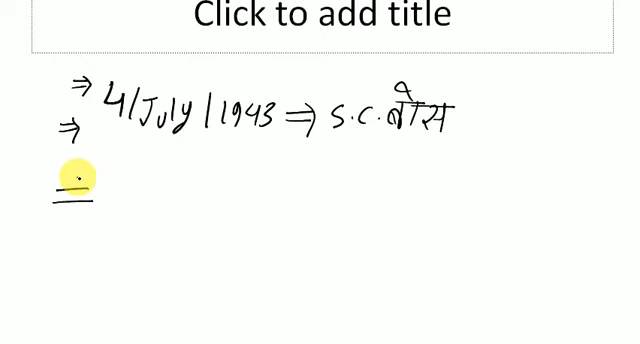 Click to add title
⇒ 4/July/1943 ⇒ S.C. बोस
⇒